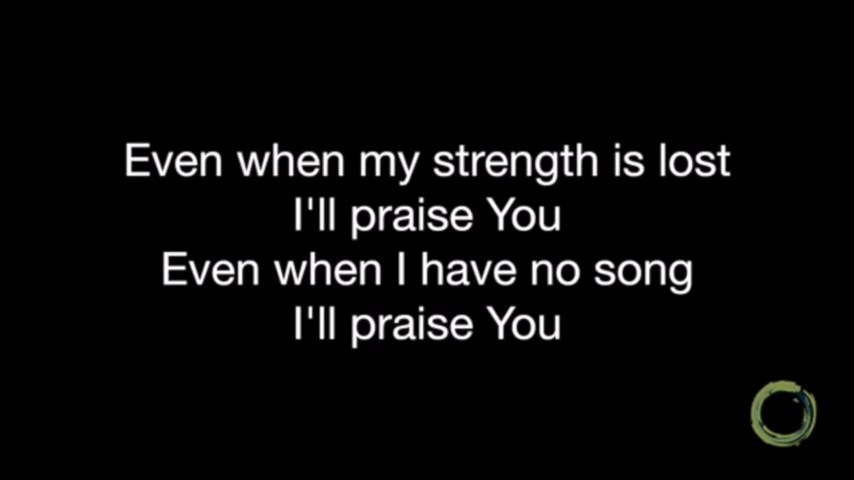 Even when my strength is lost
I'll praise You
Even when I have no song
I'll praise You